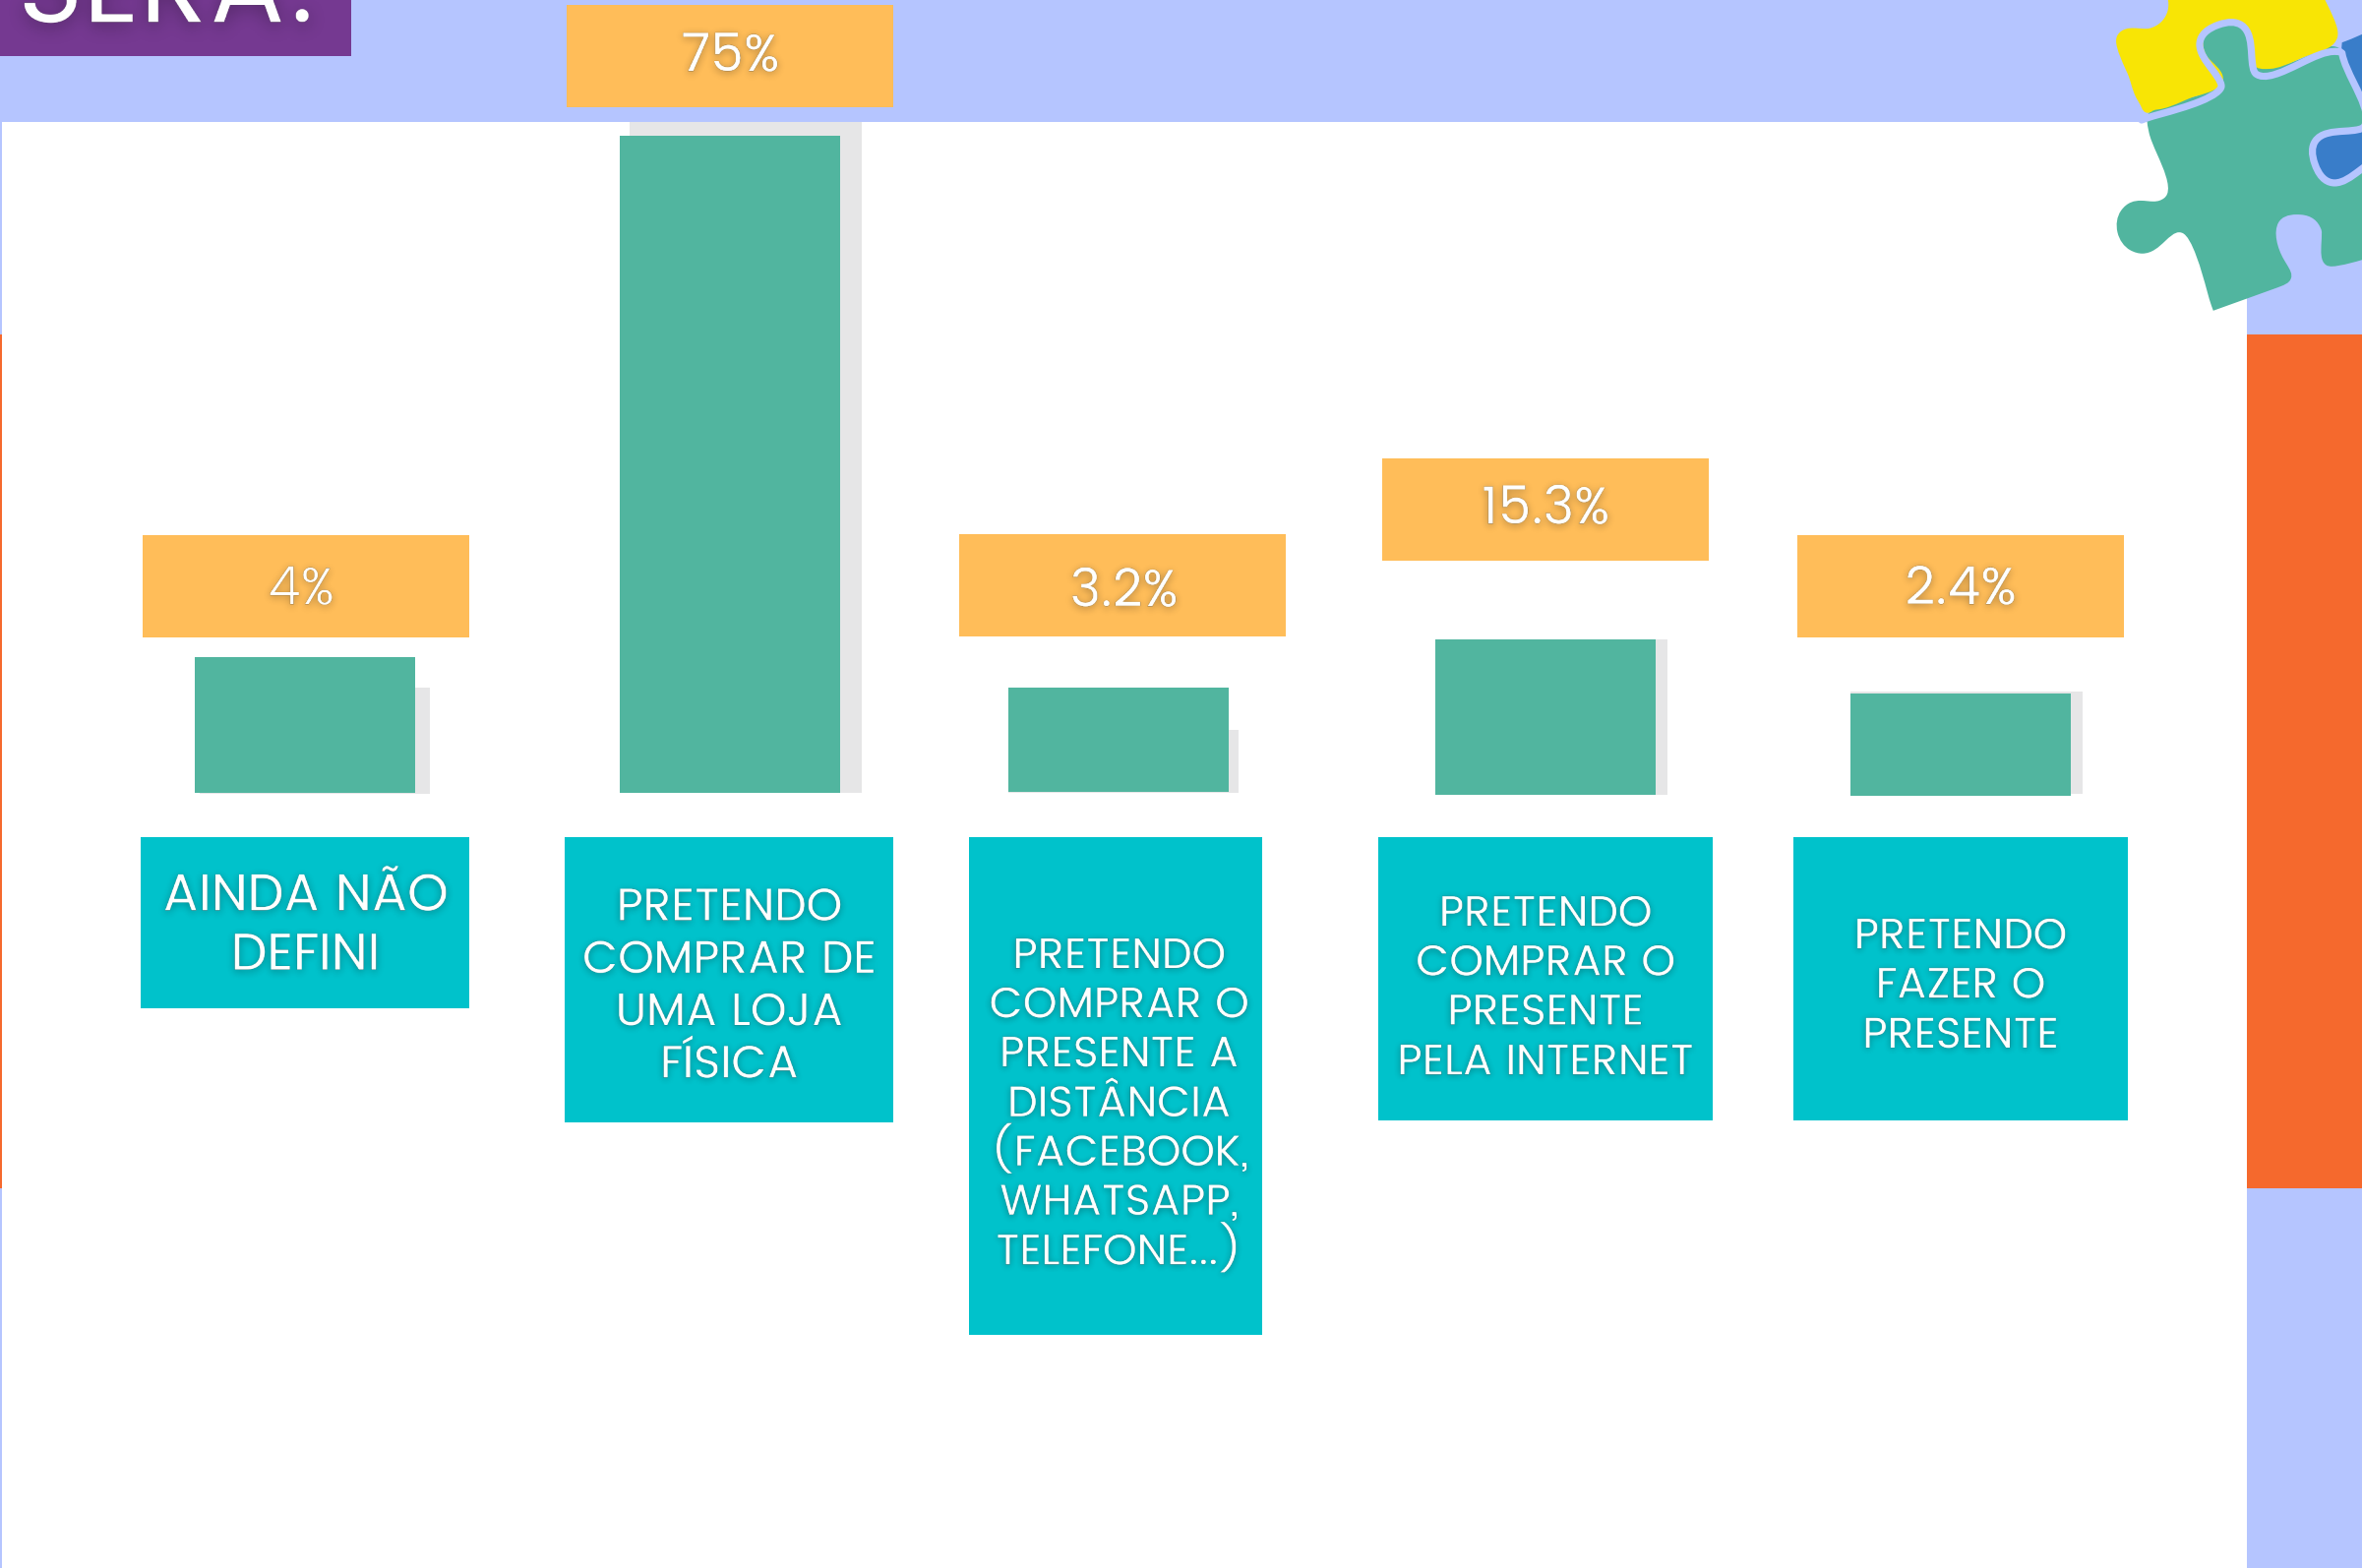 SERÁ:
75%
15.3%
4%
3.2%
2.4%
AINDA NÃO
DEFINI
PRETENDO
COMPRAR DE
UMA LOJA
FÍSICA
PRETENDO
COMPRAR O
PRESENTE A
DISTÂNCIA
(FACEBOOK,
WHATSAPP,
TELEFONE...)
PRETENDO
COMPRAR O
PRESENTE
PELA INTERNET
PRETENDO
FAZER O
PRESENTE